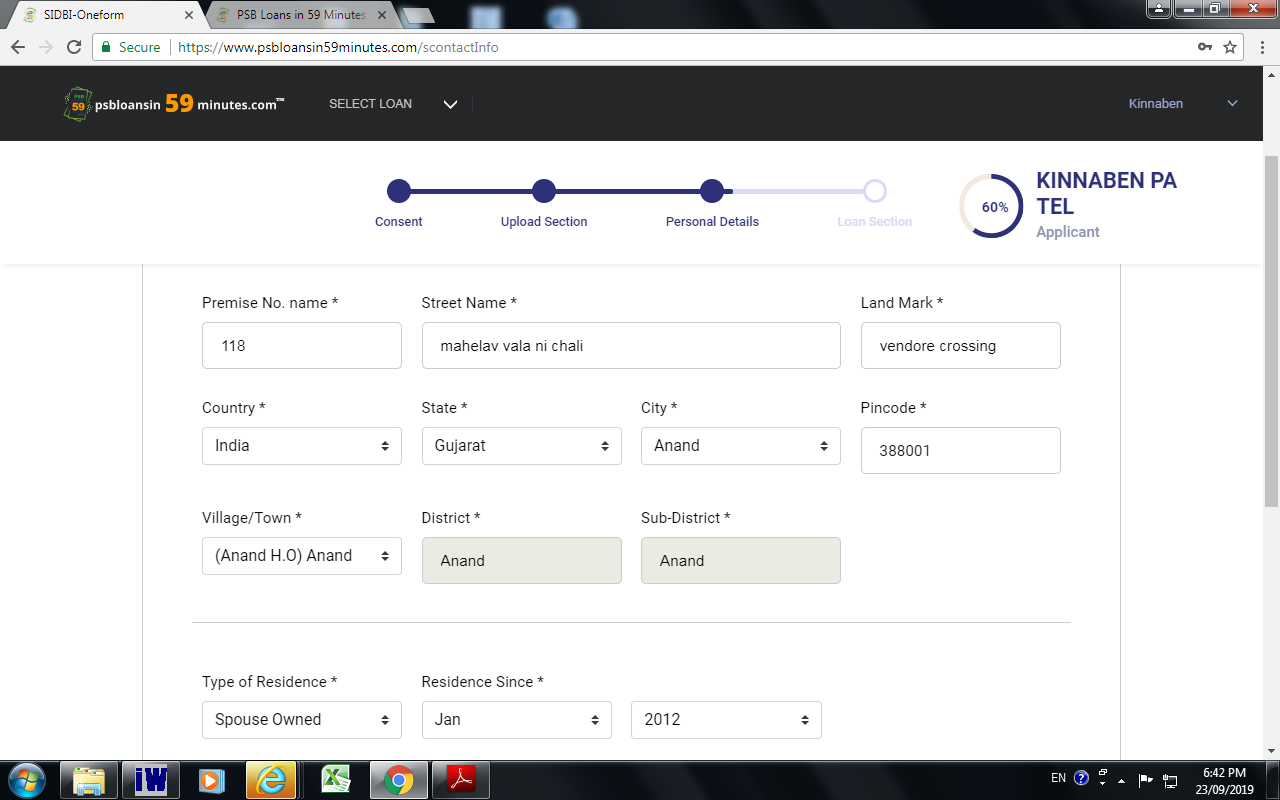 SIDBI-Oneform
PSB Loans in 59 Minutes
Secure https://www.psbloansin59minutes.com/scontactInfo
PSB
59
psbloansin 59 minutes.com™
SELECT LOAN
Kinnaben
Consent
Upload Section
Personal Details
Loan Section
60%
KINNABEN PA
TEL
Applicant
Premise No. name * Street Name * Land Mark *
118 mahelav vala ni chali vendore crossing
Country * State * City * Pincode *
India Gujarat Anand 388001
Village/Town * District * Sub-District *
(Anand H.O) Anand Anand Anand
Type of Residence * Residence Since *
Spouse Owned Jan 2012
iW
EN
6:42 PM
23/09/2019